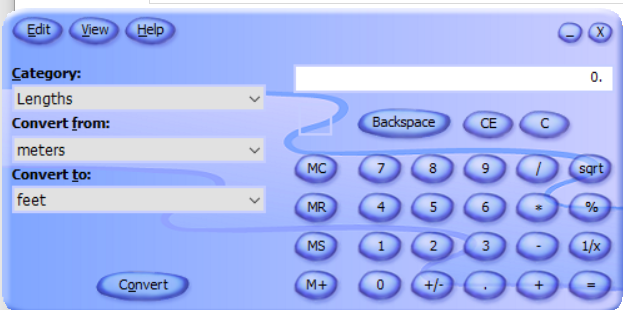 Edit View Help _ X
Category:
0.
Lengths
Convert from:
Backspace CE C
meters
MC 7 8 9 / sqrt
Convert to:
feet
MR 4 5 6 * %
MS 1 2 3 - 1/x
Convert
M+ 0 +/- . + =